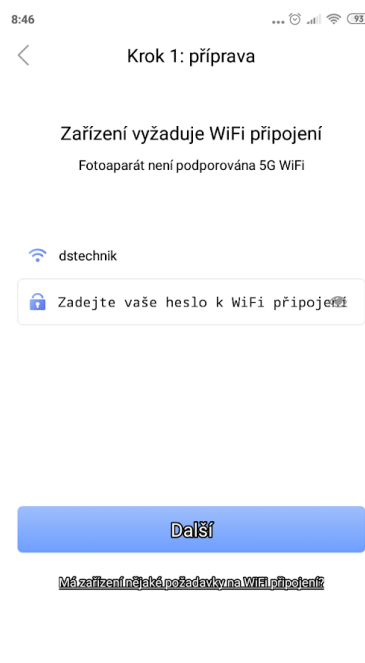 8:46
93
Krok 1: příprava
Zařízení vyžaduje WiFi připojení
Fotoaparát není podporována 5G WiFi
dstechnik
Zadejte vaše heslo k WiFi připojení
Další
Má zařízení nějaké požadavky na WiFi připojení?